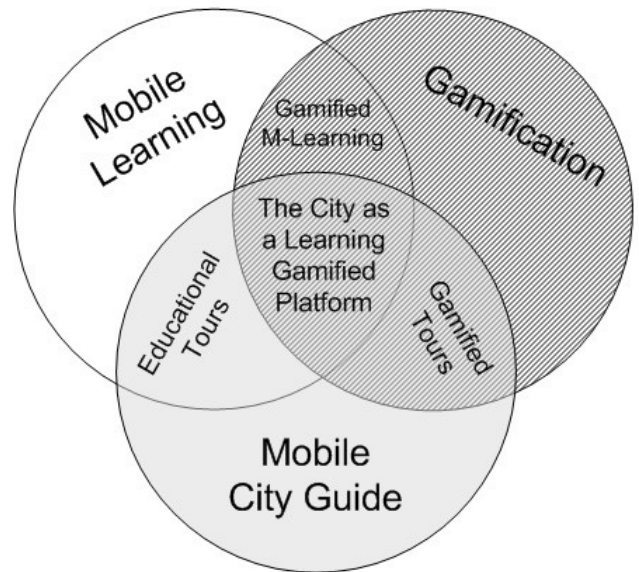 Mobile
Learning
Gamification
Gamified
M-Learning
The City as
a Learning
Gamified
Platform
Educational
Tours
Gamified
Tours
Mobile
City Guide